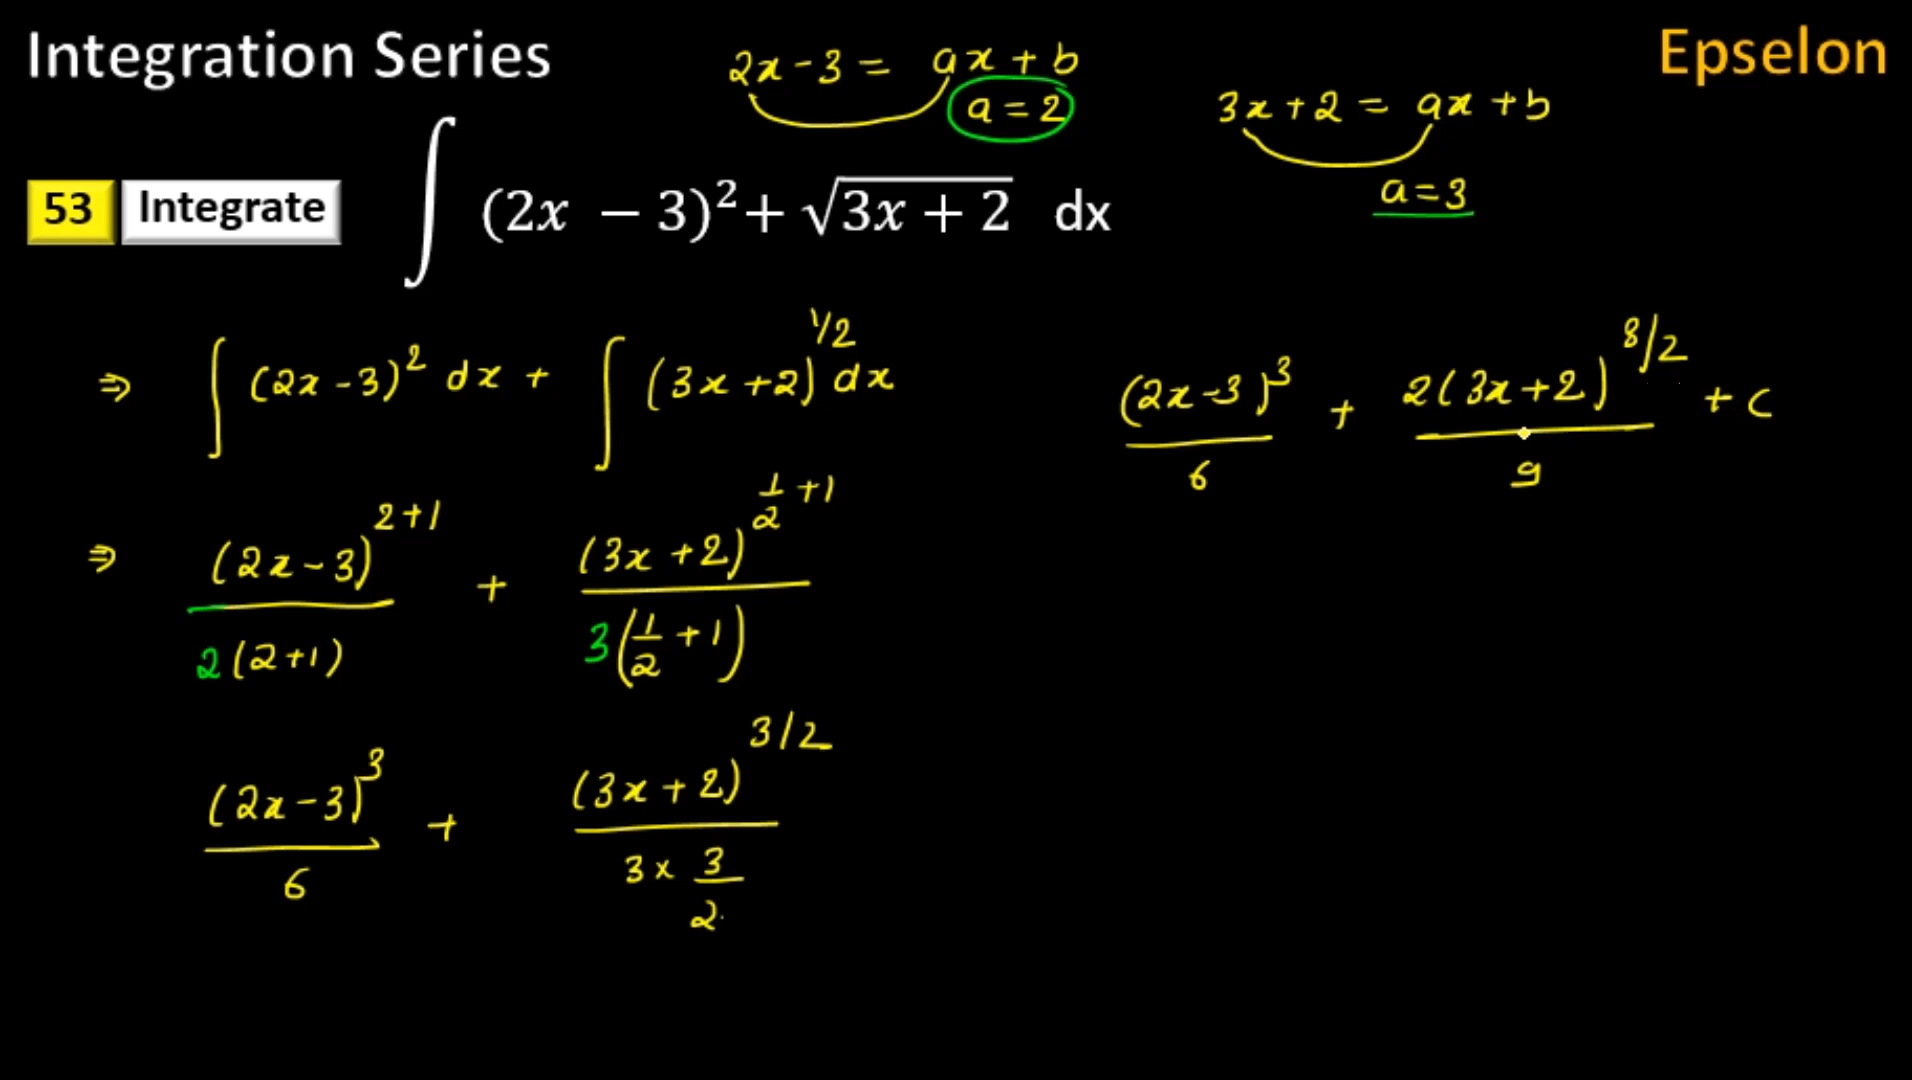 Integration Series
Epselon
2x - 3 = ax + b
a = 2
3x + 2 = ax + b
a = 3
53 Integrate ∫ (2x - 3)² + √(3x + 2) dx
⇒ ∫ (2x - 3)² dx + ∫ (3x + 2)^1/2 dx
⇒ (2x - 3)^2+1 / 2(2+1) + (3x + 2)^(1/2 + 1) / 3(1/2 + 1)
(2x - 3)³ / 6 + (3x + 2)^3/2 / 3 × 3/2
(2x - 3)³ / 6 + 2(3x + 2)^8/2 / 9 + c